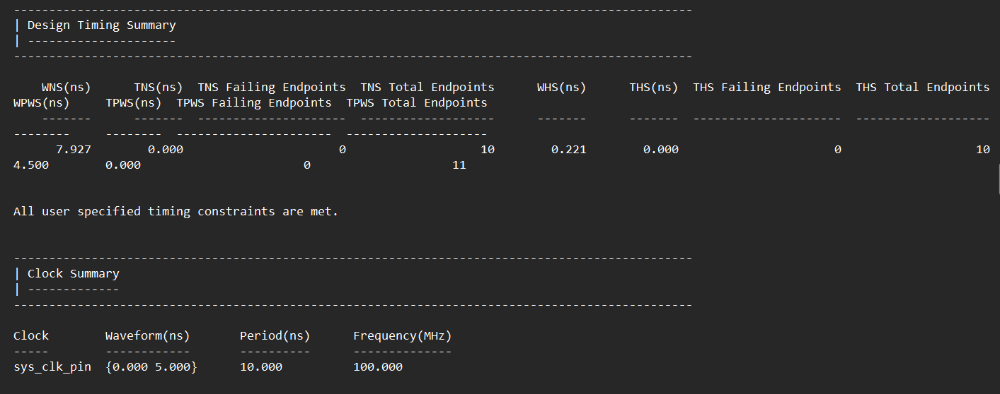 ------------------------------------------------------------------------------------------------
| Design Timing Summary
| ---------------------
------------------------------------------------------------------------------------------------

    WNS(ns)      TNS(ns)  TNS Failing Endpoints  TNS Total Endpoints      WHS(ns)      THS(ns)  THS Failing Endpoints  THS Total Endpoints
WPWS(ns)     TPWS(ns)  TPWS Failing Endpoints  TPWS Total Endpoints
    -------      -------  ---------------------  -------------------      -------      -------  ---------------------  -------------------
--------     --------  ----------------------  --------------------
      7.927        0.000                      0                   10        0.221        0.000                      0                   10
4.500        0.000                       0                    11

All user specified timing constraints are met.

------------------------------------------------------------------------------------------------
| Clock Summary
| -------------
------------------------------------------------------------------------------------------------

Clock        Waveform(ns)       Period(ns)      Frequency(MHz)
-----        ------------       ----------      --------------
sys_clk_pin  {0.000 5.000}      10.000          100.000